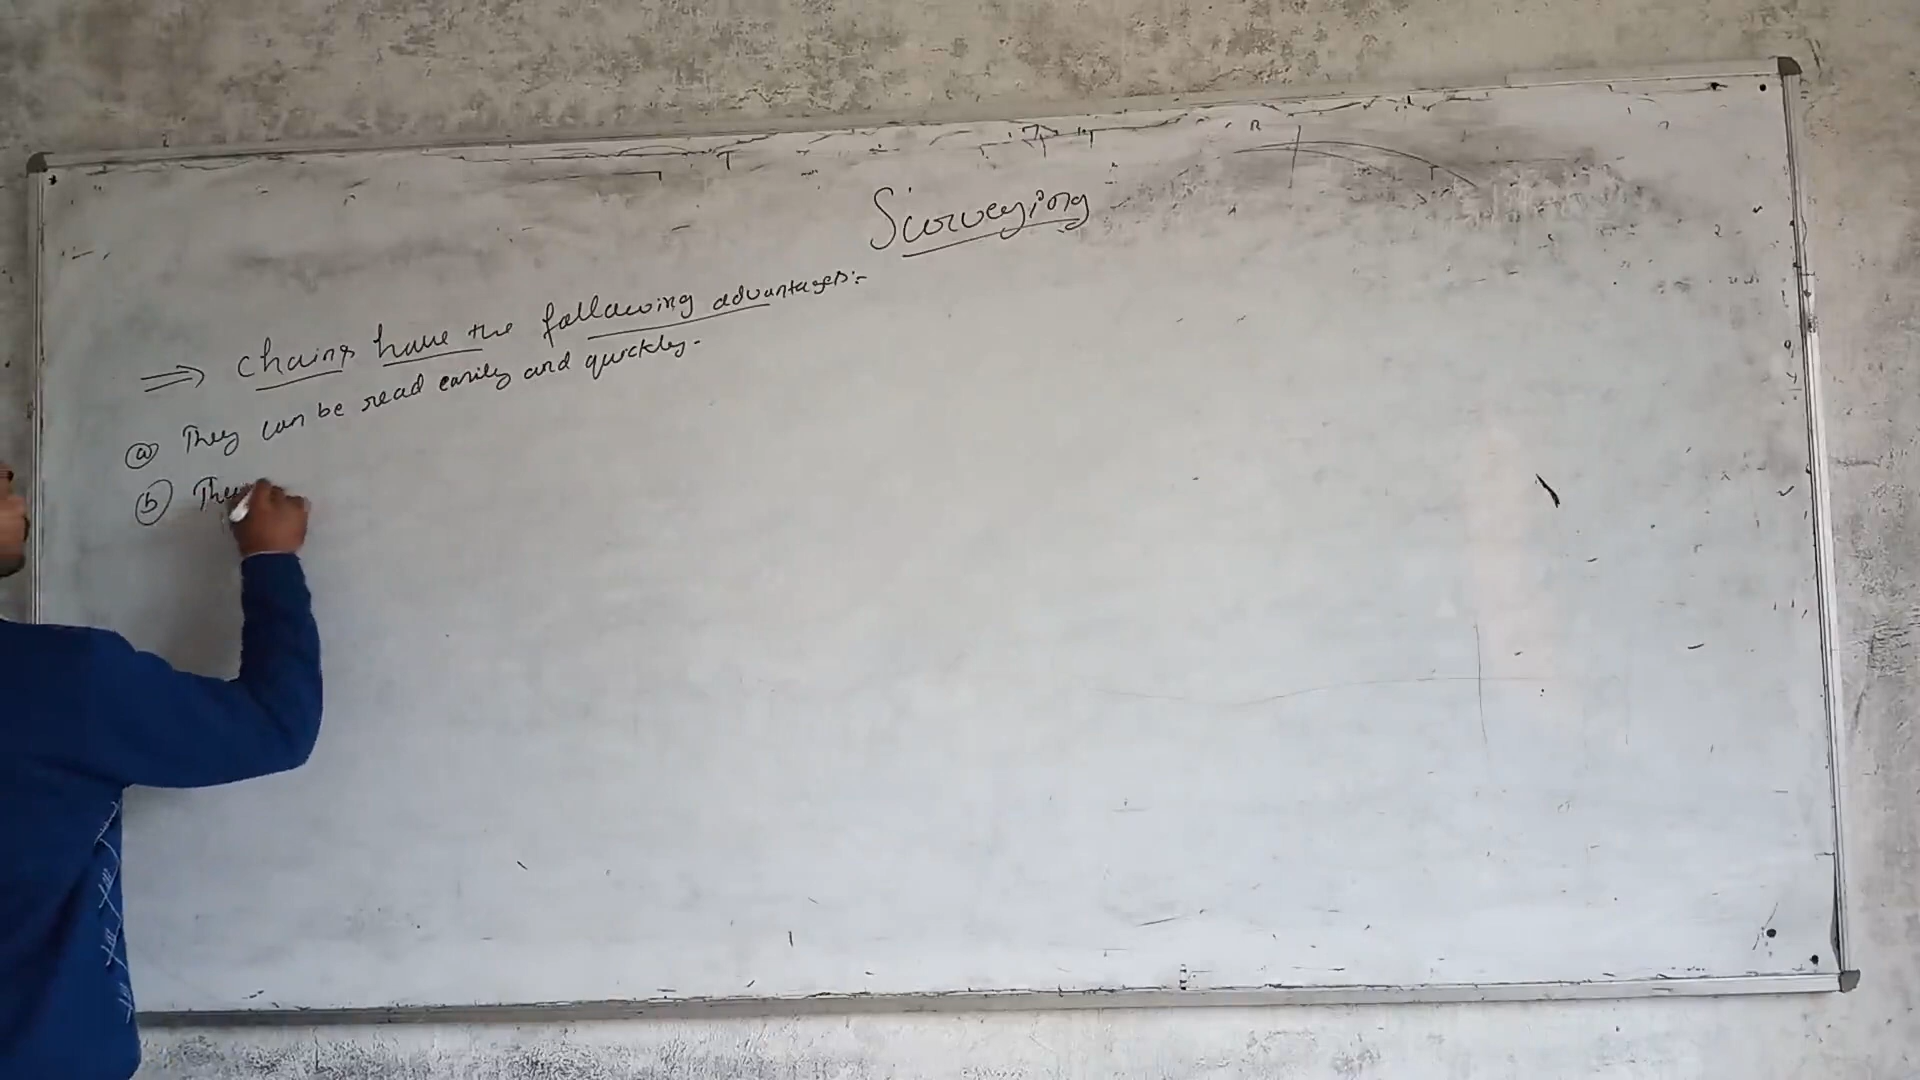 Surveying
⇒ chains have the following advantages:-
(a) They can be read easily and quickly.
(b) They